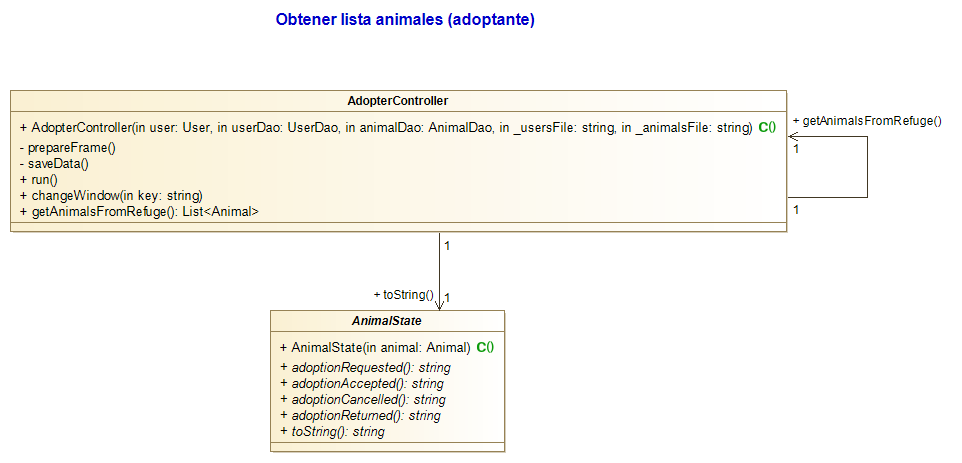 Obtener lista animales (adoptante)
AdopterController
+ AdopterController(in user: User, in userDao: UserDao, in animalDao: AnimalDao, in _usersFile: string, in _animalsFile: string) C()
- prepareFrame()
- saveData()
+ run()
+ changeWindow(in key: string)
+ getAnimalsFromRefuge(): List<Animal>
+ getAnimalsFromRefuge()
1
1
1
+ toString()
1
AnimalState
+ AnimalState(in animal: Animal) C()
+ adoptionRequested(): string
+ adoptionAccepted(): string
+ adoptionCancelled(): string
+ adoptionReturned(): string
+ toString(): string